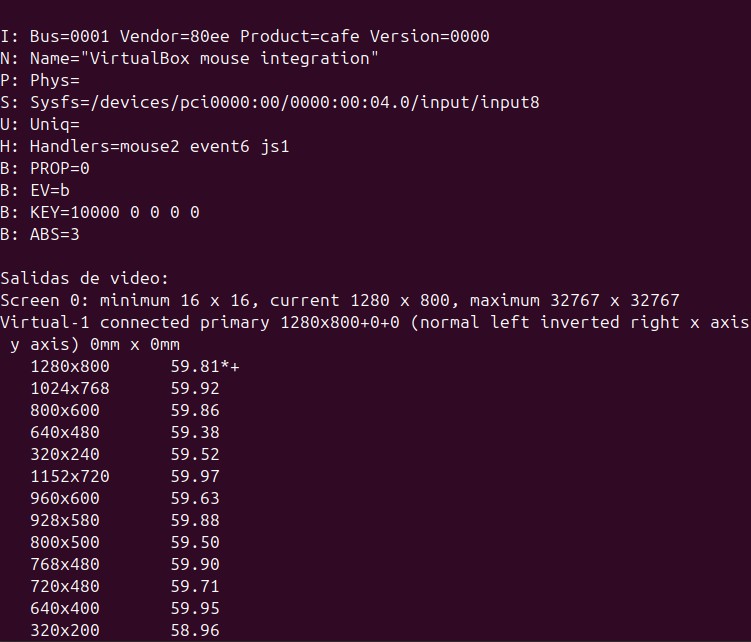 I: Bus=0001 Vendor=80ee Product=cafe Version=0000
N: Name="VirtualBox mouse integration"
P: Phys=
S: Sysfs=/devices/pci0000:00/0000:00:04.0/input/input8
U: Uniq=
H: Handlers=mouse2 event6 js1
B: PROP=0
B: EV=b
B: KEY=10000 0 0 0 0
B: ABS=3
Salidas de video:
Screen 0: minimum 16 x 16, current 1280 x 800, maximum 32767 x 32767
Virtual-1 connected primary 1280x800+0+0 (normal left inverted right x axis
y axis) 0mm x 0mm
1280x800 59.81*+
1024x768 59.92
800x600 59.86
640x480 59.38
320x240 59.52
1152x720 59.97
960x600 59.63
928x580 59.88
800x500 59.50
768x480 59.90
720x480 59.71
640x400 59.95
320x200 58.96